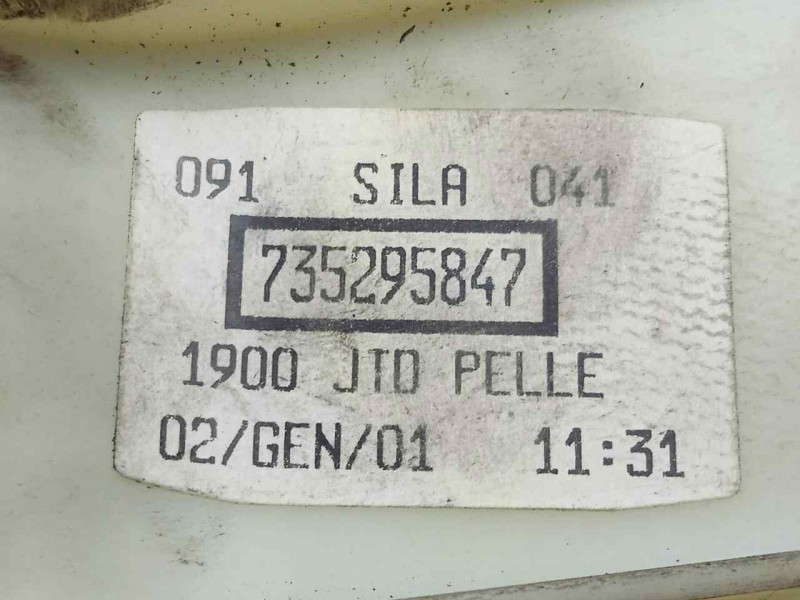 091 SILA 041
735295847
1900 JTD PELLE
02/GEN/01 11:31